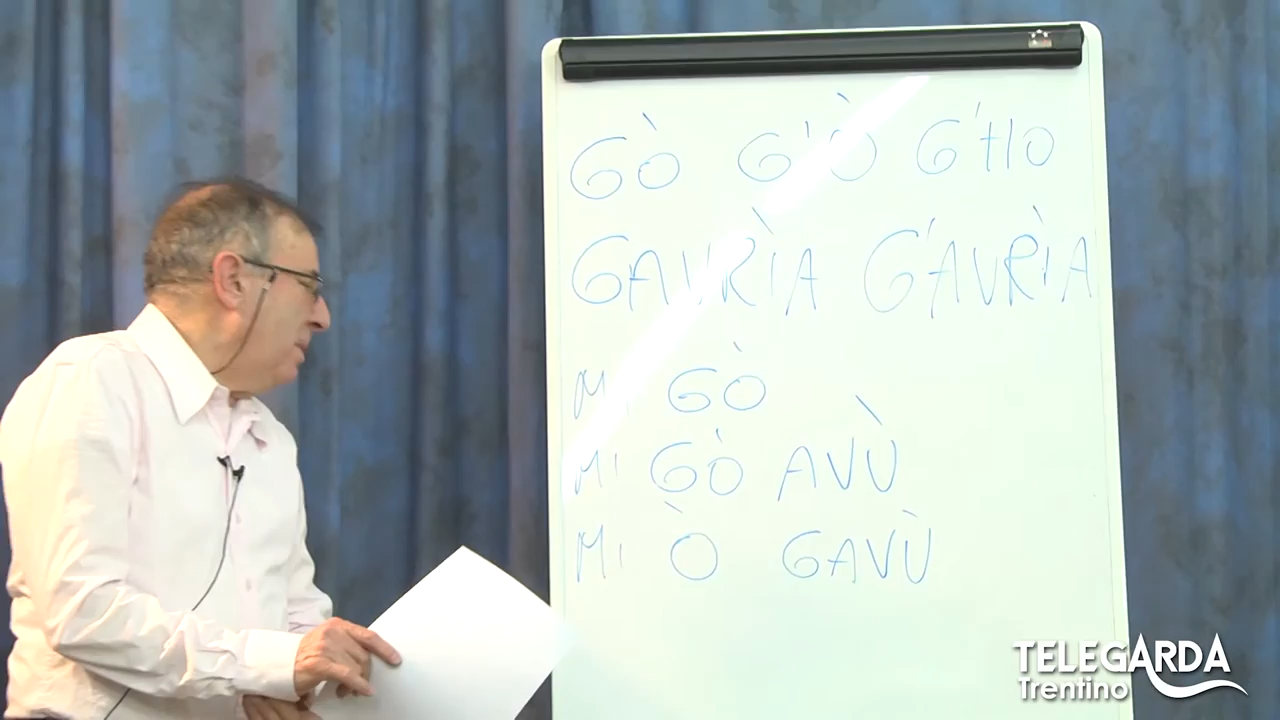 GÒ G'Ò G'HO
GAVRÌA G'AVRÌA
MI GÒ
MI GÒ AVÙ
MI Ò GAVÙ
TELEGARDA
Trentino